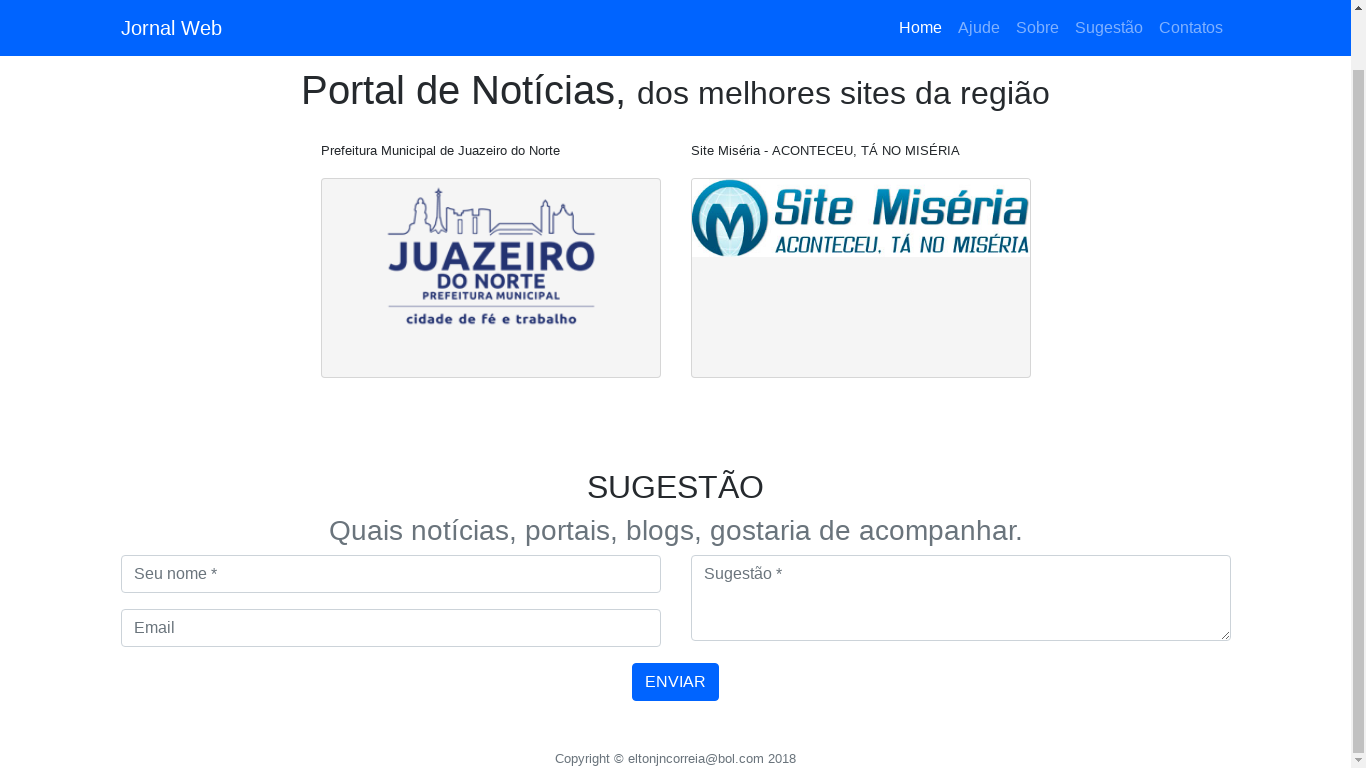 Jornal Web
Home Ajude Sobre Sugestão Contatos
Portal de Notícias, dos melhores sites da região
Prefeitura Municipal de Juazeiro do Norte
JUAZEIRO
DO NORTE
PREFEITURA MUNICIPAL
cidade de fé e trabalho
Site Miséria - ACONTECEU, TÁ NO MISÉRIA
M Site Miséria
ACONTECEU, TÁ NO MISÉRIA
SUGESTÃO
Quais notícias, portais, blogs, gostaria de acompanhar.
Seu nome *
Email
Sugestão *
ENVIAR
Copyright © eltonjncorreia@bol.com 2018